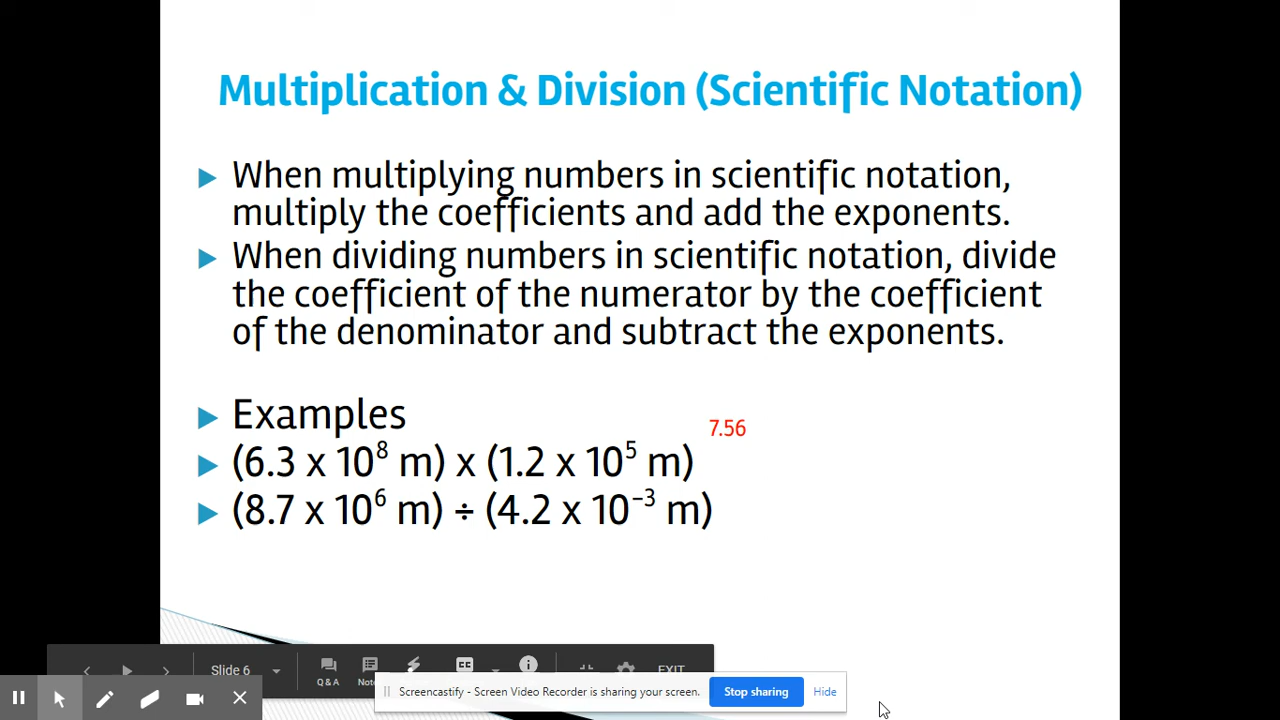 Multiplication & Division (Scientific Notation)
When multiplying numbers in scientific notation,
multiply the coefficients and add the exponents.
When dividing numbers in scientific notation, divide
the coefficient of the numerator by the coefficient
of the denominator and subtract the exponents.
Examples
7.56
(6.3 x 10⁸ m) x (1.2 x 10⁵ m)
(8.7 x 10⁶ m) ÷ (4.2 x 10⁻³ m)
Slide 6
Q & A
EXIT
Screencastify - Screen Video Recorder is sharing your screen.
Stop sharing
Hide